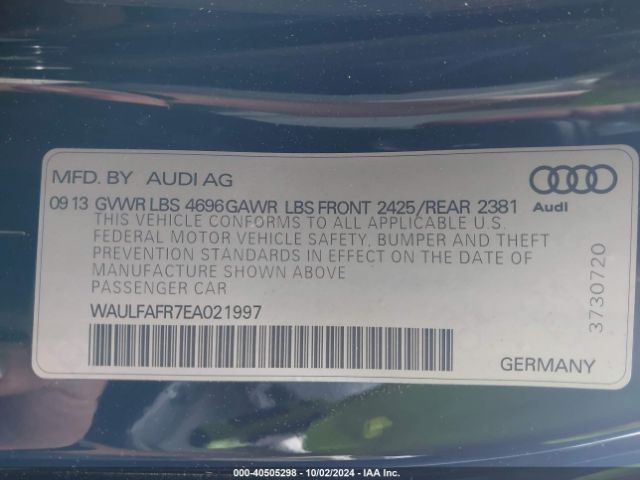 MFD. BY AUDI AG
Audi
09 13 GVWR LBS 4696 GAWR LBS FRONT 2425/REAR 2381
THIS VEHICLE CONFORMS TO ALL APPLICABLE U.S.
FEDERAL MOTOR VEHICLE SAFETY, BUMPER AND THEFT
PREVENTION STANDARDS IN EFFECT ON THE DATE OF
MANUFACTURE SHOWN ABOVE
PASSENGER CAR
WAULFAFR7EA021997
3730720
GERMANY
000-40505298 - 10/02/2024 - IAA Inc.